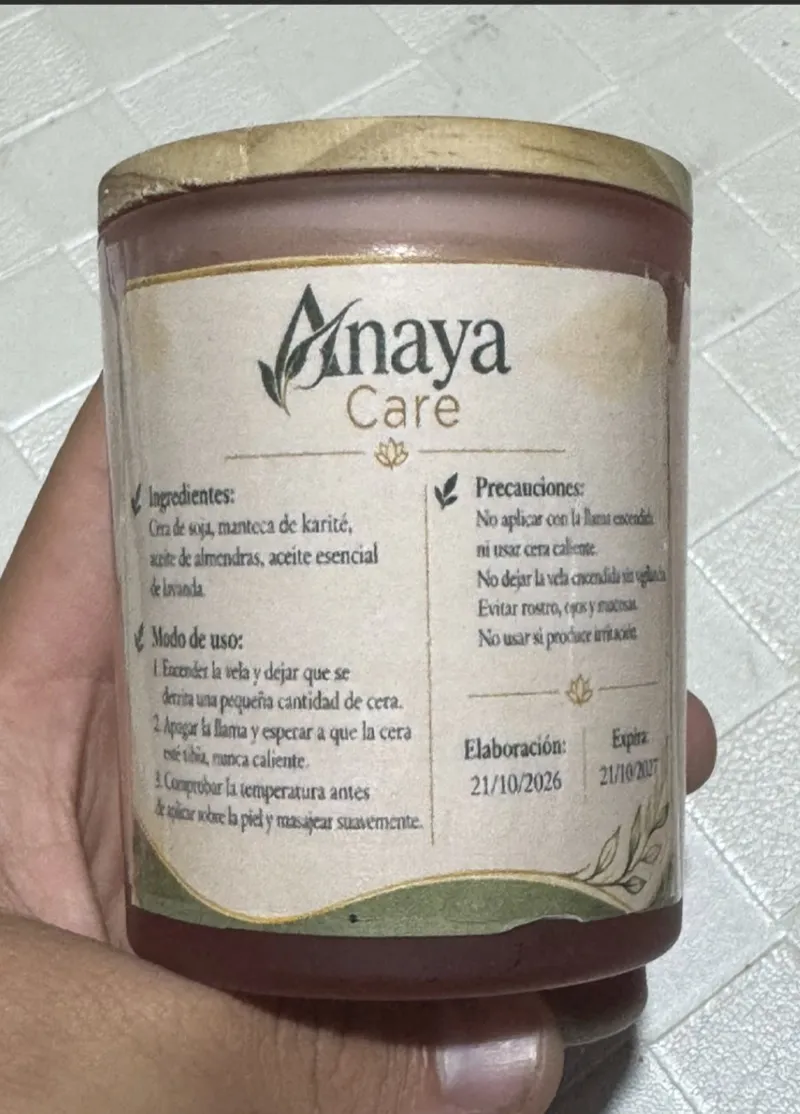 Anaya
Care
Ingredientes:
Cera de soja, manteca de karité,
aceite de almendras, aceite esencial
de lavanda.
Modo de uso:
1. Encender la vela y dejar que se
derrita una pequeña cantidad de cera.
2. Apagar la llama y esperar a que la cera
esté tibia, nunca caliente.
3. Comprobar la temperatura antes
de aplicar sobre la piel y masajear suavemente.
Precauciones:
No aplicar con la llama encendida
ni usar cera caliente.
No dejar la vela encendida sin vigilancia.
Evitar rostro, ojos y mucosas.
No usar si produce irritación.
Elaboración:
21/10/2026
Expira:
21/10/2027